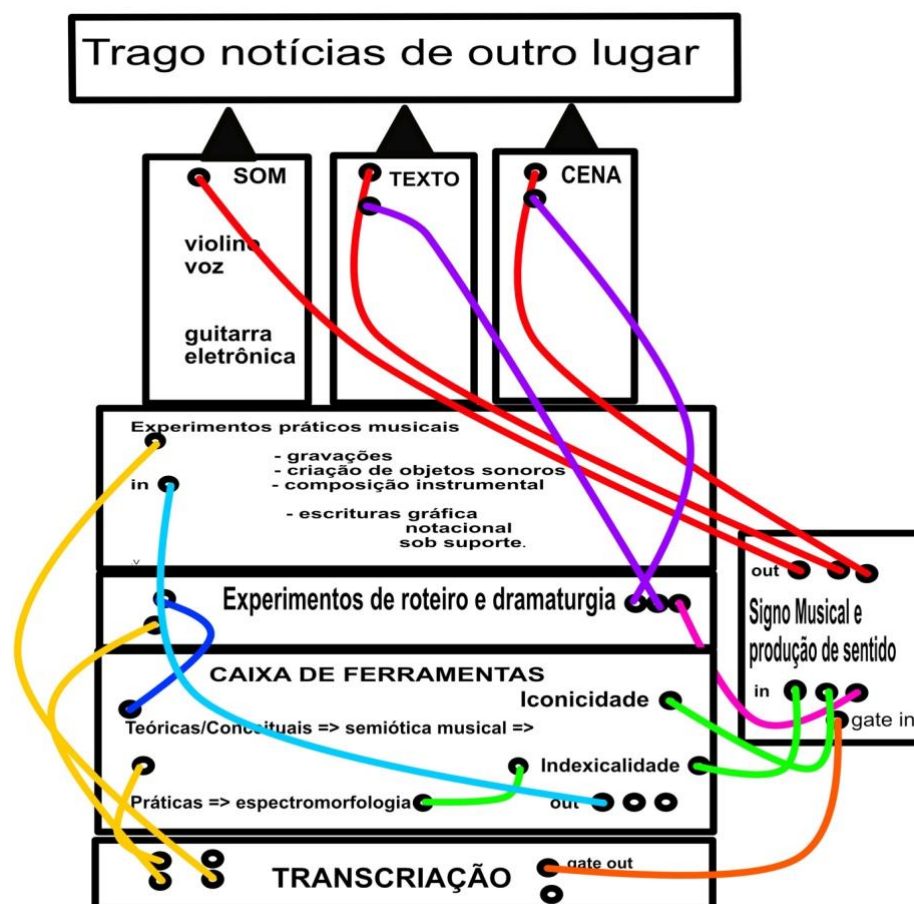 Trago notícias de outro lugar
SOM
violino
voz
guitarra
eletrônica
TEXTO
CENA
Experimentos práticos musicais
- gravações
- criação de objetos sonoros
in
- composição instrumental
- escrituras gráfica
notacional
sob suporte.
.v
Experimentos de roteiro e dramaturgia
out
Signo Musical e
produção de sentido
in
gate in
CAIXA DE FERRAMENTAS
Iconicidade
Teóricas/Conceituais => semiótica musical =>
Indexicalidade
Práticas => espectromorfologia
out
TRANSCRIAÇÃO
gate out